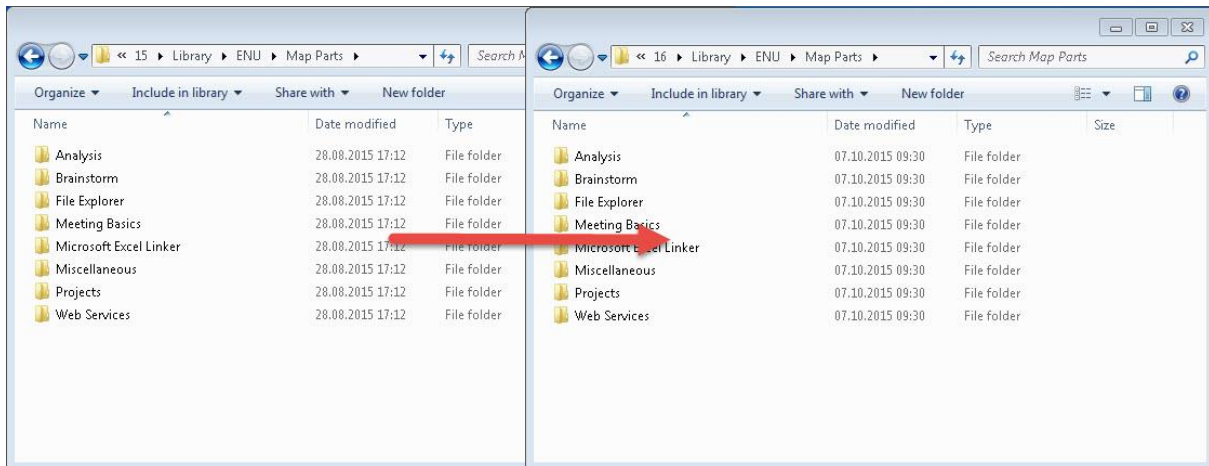 « 15 ▸ Library ▸ ENU ▸ Map Parts ▸
Search M
Organize ▾ Include in library ▾ Share with ▾ New folder
Name Date modified Type
Analysis 28.08.2015 17:12 File folder
Brainstorm 28.08.2015 17:12 File folder
File Explorer 28.08.2015 17:12 File folder
Meeting Basics 28.08.2015 17:12 File folder
Microsoft Excel Linker 28.08.2015 17:12 File folder
Miscellaneous 28.08.2015 17:12 File folder
Projects 28.08.2015 17:12 File folder
Web Services 28.08.2015 17:12 File folder
« 16 ▸ Library ▸ ENU ▸ Map Parts ▸
Search Map Parts
Organize ▾ Include in library ▾ Share with ▾ New folder
Name Date modified Type Size
Analysis 07.10.2015 09:30 File folder
Brainstorm 07.10.2015 09:30 File folder
File Explorer 07.10.2015 09:30 File folder
Meeting Basics 07.10.2015 09:30 File folder
Microsoft Excel Linker 07.10.2015 09:30 File folder
Miscellaneous 07.10.2015 09:30 File folder
Projects 07.10.2015 09:30 File folder
Web Services 07.10.2015 09:30 File folder